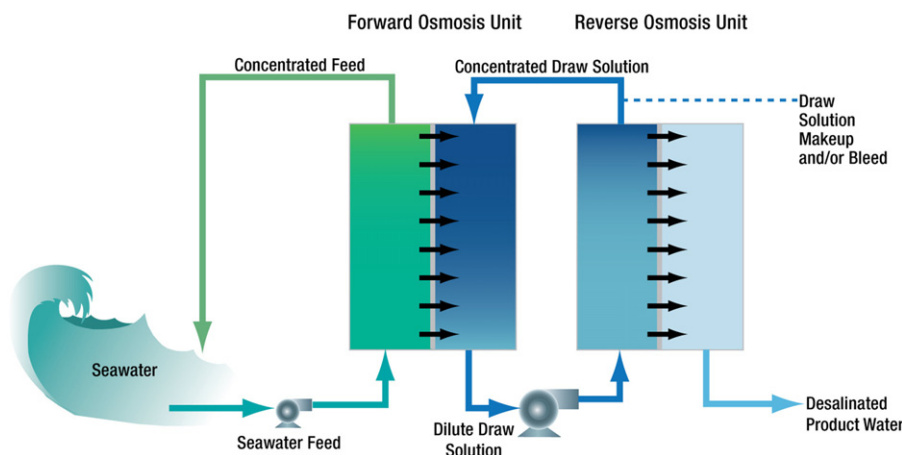 Forward Osmosis Unit
Reverse Osmosis Unit
Concentrated Feed
Concentrated Draw Solution
Draw
Solution
Makeup
and/or Bleed
Seawater
Seawater Feed
Dilute Draw
Solution
Desalinated
Product Water